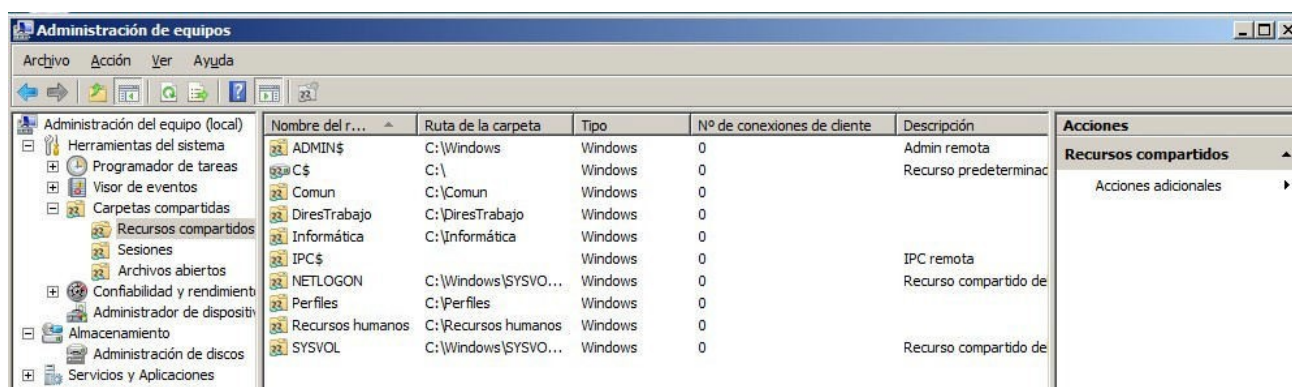 Administración de equipos
Archivo Acción Ver Ayuda
Administración del equipo (local)
Herramientas del sistema
Programador de tareas
Visor de eventos
Carpetas compartidas
Recursos compartidos
Sesiones
Archivos abiertos
Confiabilidad y rendimient
Administrador de dispositi
Almacenamiento
Administración de discos
Servicios y Aplicaciones
Nombre del r... Ruta de la carpeta Tipo Nº de conexiones de cliente Descripción
ADMIN$ C:\Windows Windows 0 Admin remota
C$ C:\ Windows 0 Recurso predeterminad
Comun C:\Comun Windows 0
DiresTrabajo C:\DiresTrabajo Windows 0
Informática C:\Informática Windows 0
IPC$ Windows 0 IPC remota
NETLOGON C:\Windows\SYSVO... Windows 0 Recurso compartido de
Perfiles C:\Perfiles Windows 0
Recursos humanos C:\Recursos humanos Windows 0
SYSVOL C:\Windows\SYSVO... Windows 0 Recurso compartido de
Acciones
Recursos compartidos
Acciones adicionales